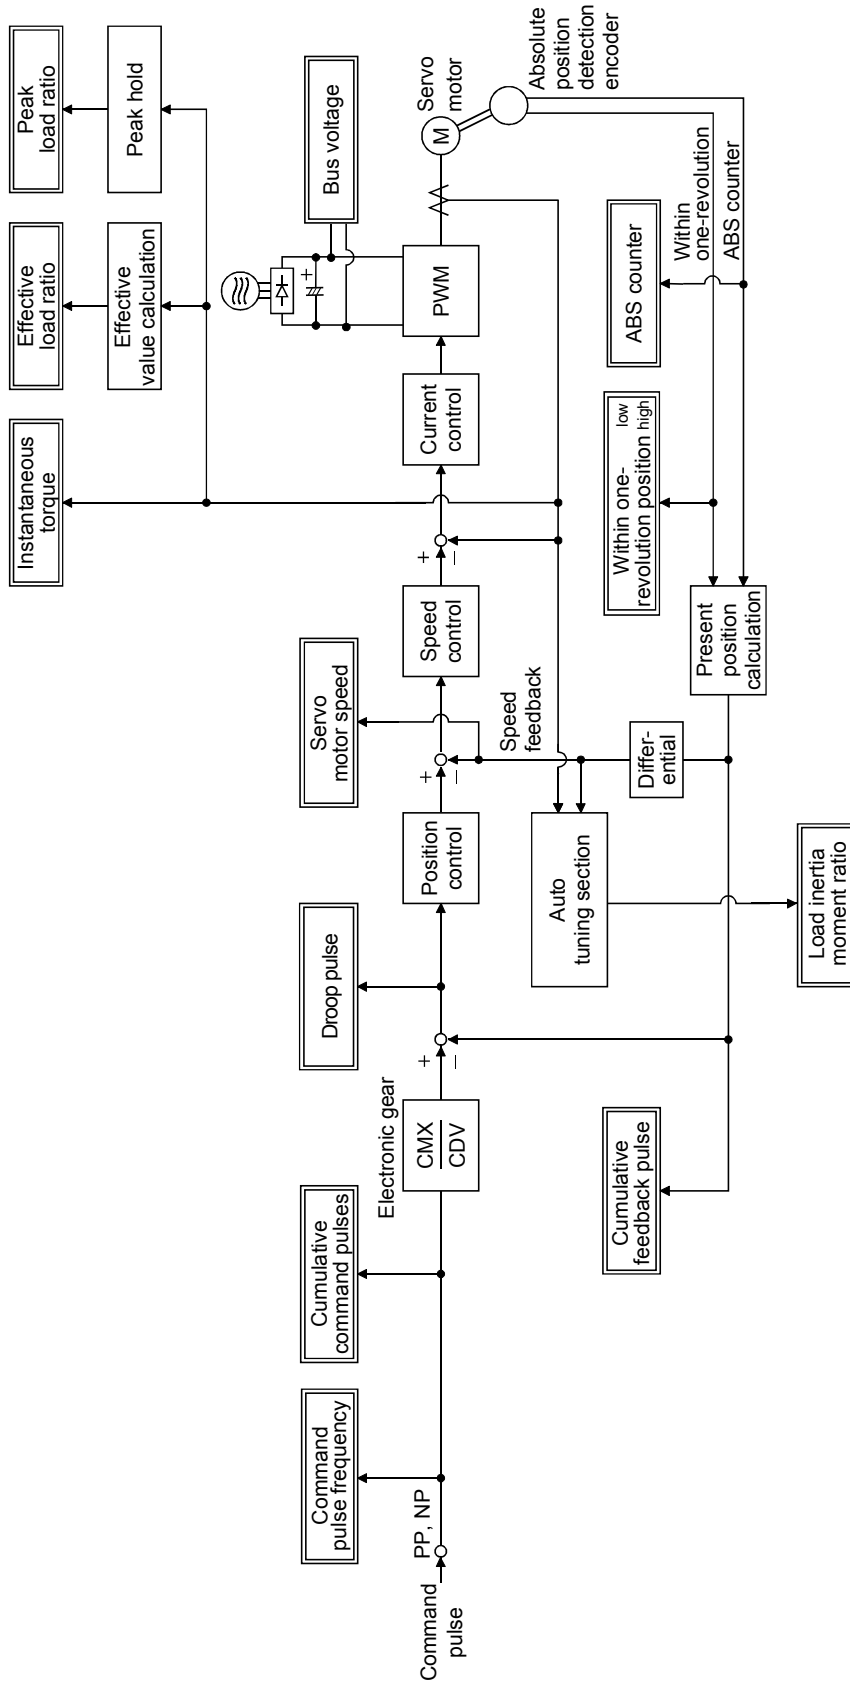 Instantaneous
torque
Effective
load ratio
Peak
load ratio
Effective
value calculation
Peak hold
Command
pulse frequency
Cumulative
command pulses
Droop pulse
Servo
motor speed
Bus voltage
+
Command
pulse
PP, NP
Electronic gear
CMX
CDV
+
−
Position
control
+
−
Speed
control
+
−
Current
control
PWM
M
Servo
motor
Absolute
position
detection
encoder
Speed
feedback
Auto
tuning section
Differ-
ential
Cumulative
feedback pulse
Within one-
revolution position
low
high
ABS counter
Within
one-revolution
ABS counter
Present
position
calculation
Load inertia
moment ratio